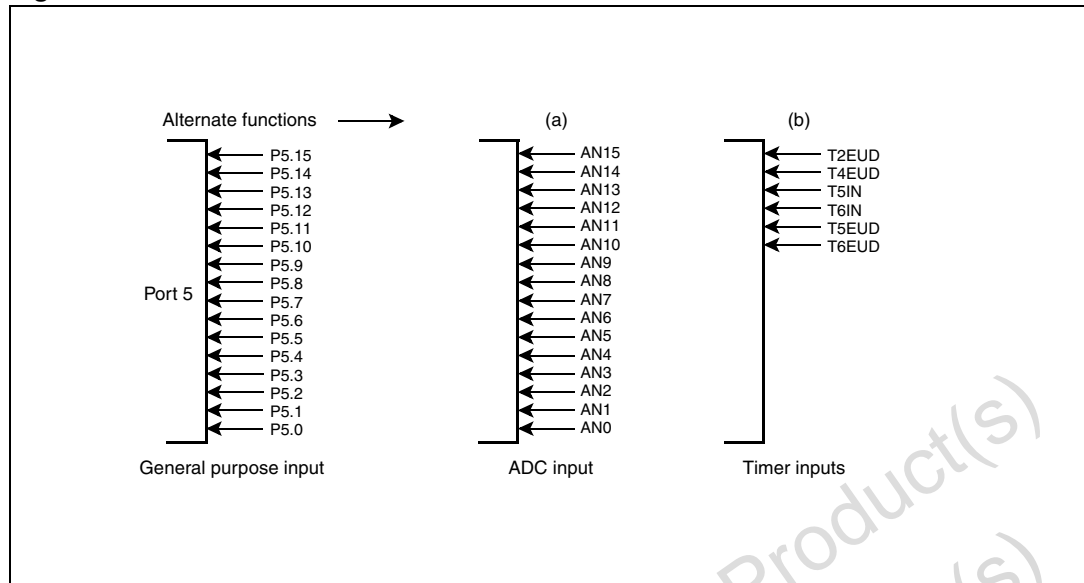 Alternate functions
(a)
(b)
Port 5
P5.15
P5.14
P5.13
P5.12
P5.11
P5.10
P5.9
P5.8
P5.7
P5.6
P5.5
P5.4
P5.3
P5.2
P5.1
P5.0
General purpose input
AN15
AN14
AN13
AN12
AN11
AN10
AN9
AN8
AN7
AN6
AN5
AN4
AN3
AN2
AN1
AN0
ADC input
T2EUD
T4EUD
T5IN
T6IN
T5EUD
T6EUD
Timer inputs
Product(s)